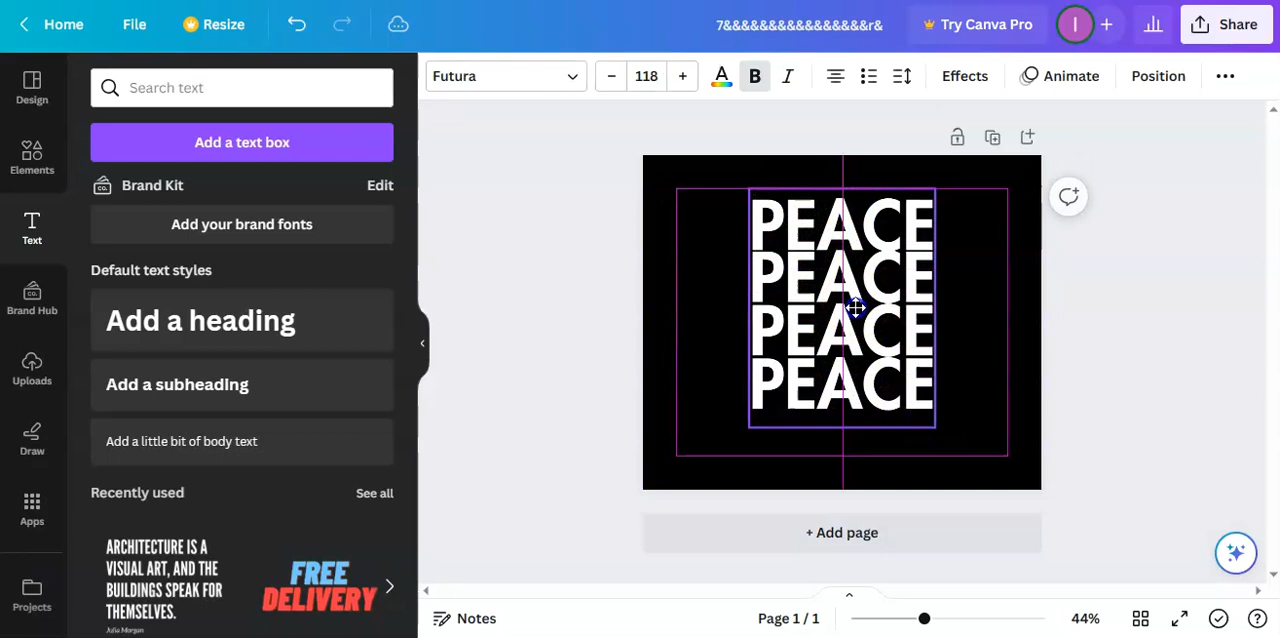 Home File Resize 7&&&&&&&&&&&&&&&&r& Try Canva Pro I + Share
Search text
Futura 118 A B I Effects Animate Position
Design
Add a text box
Elements
CO. Brand Kit Edit
Add your brand fonts
Text
Default text styles
Add a heading
Brand Hub
Add a subheading
Uploads
Add a little bit of body text
Draw
Recently used See all
Apps
ARCHITECTURE IS A
VISUAL ART, AND THE
BUILDINGS SPEAK FOR
THEMSELVES.
Julia Morgan
FREE
DELIVERY
Projects
PEACE
PEACE
PEACE
PEACE
+ Add page
Notes Page 1 / 1 44%